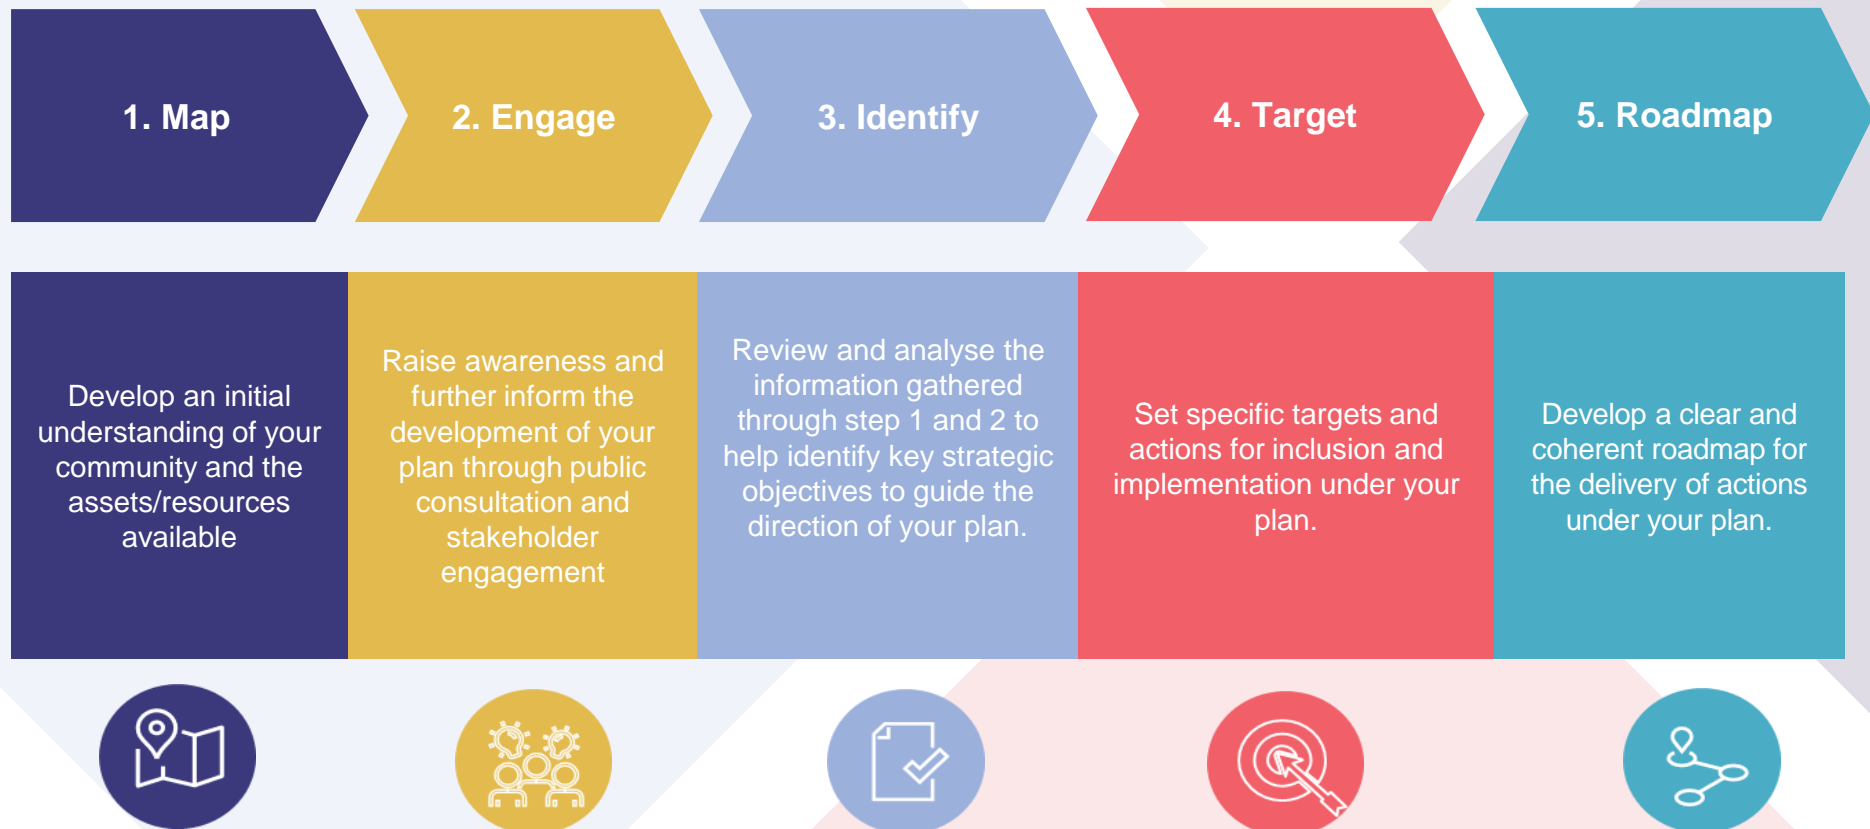 1. Map
2. Engage
3. Identify
4. Target
5. Roadmap
Develop an initial
understanding of your
community and the
assets/resources
available
Raise awareness and
further inform the
development of your
plan through public
consultation and
stakeholder
engagement
Review and analyse the
information gathered
through step 1 and 2 to
help identify key strategic
objectives to guide the
direction of your plan.
Set specific targets and
actions for inclusion and
implementation under your
plan.
Develop a clear and
coherent roadmap for
the delivery of actions
under your plan.